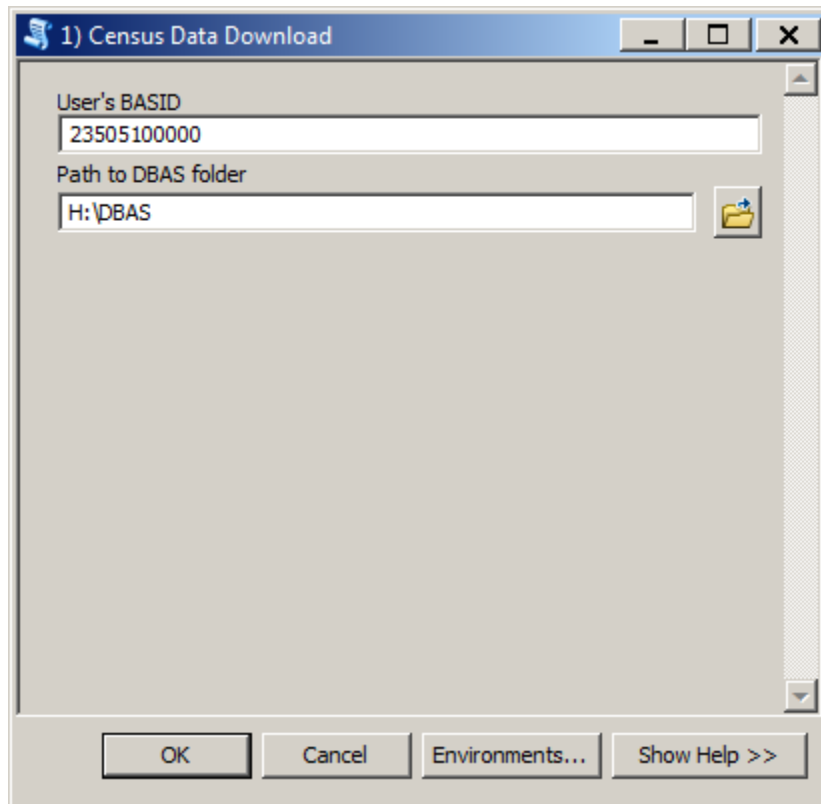 1) Census Data Download
User's BASID
23505100000
Path to DBAS folder
H:\DBAS
OK Cancel Environments... Show Help >>